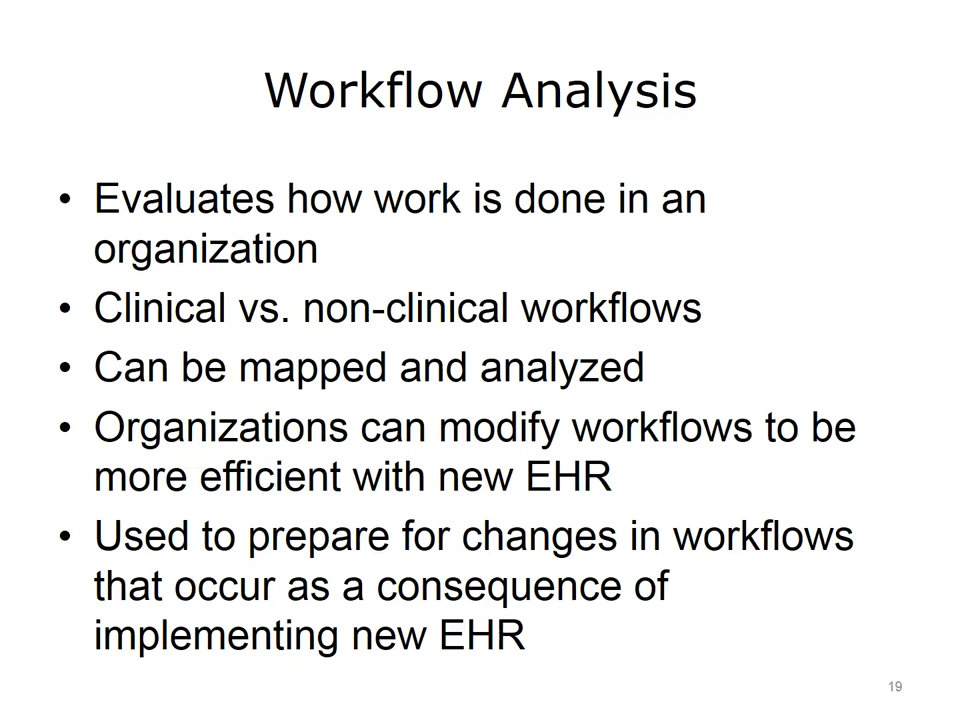 Workflow Analysis
• Evaluates how work is done in an
organization
• Clinical vs. non-clinical workflows
• Can be mapped and analyzed
• Organizations can modify workflows to be
more efficient with new EHR
• Used to prepare for changes in workflows
that occur as a consequence of
implementing new EHR
19